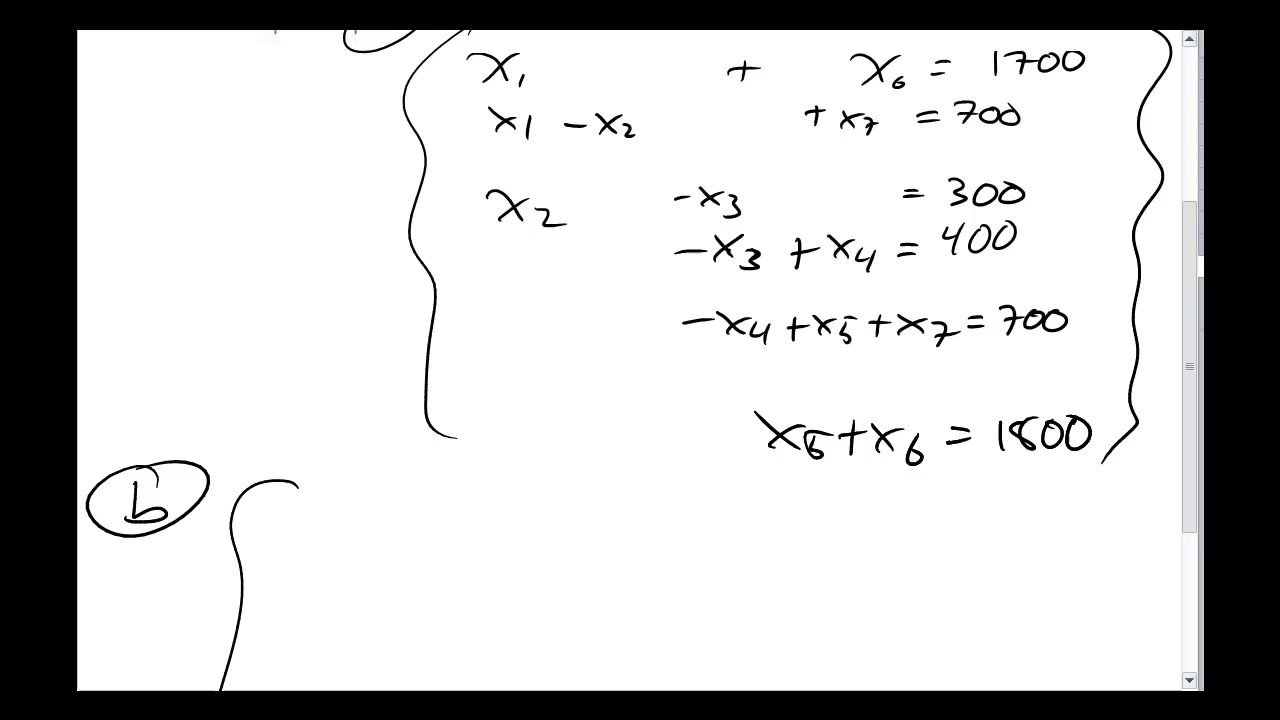 x₁ + x₆ = 1700
x₁ - x₂ + x₇ = 700
x₂ - x₃ = 300
-x₃ + x₄ = 400
-x₄ + x₅ + x₇ = 700
x₅ + x₆ = 1800
b